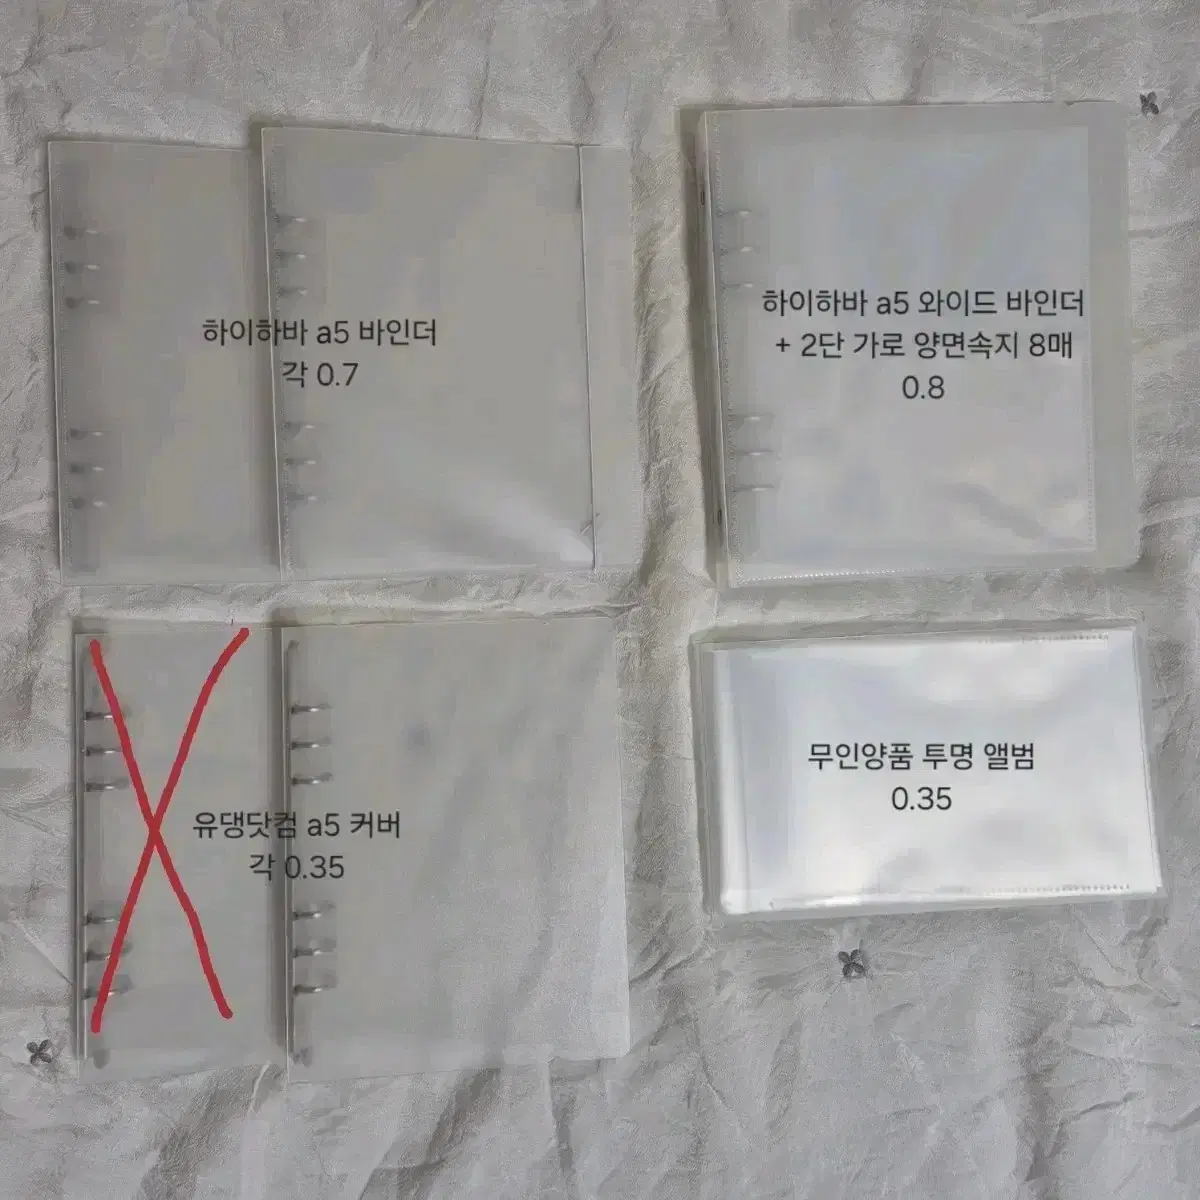 하이하바 a5 바인더
각 0.7
하이하바 a5 와이드 바인더
+ 2단 가로 양면속지 8매
0.8
유댕닷컴 a5 커버
각 0.35
무인양품 투명 앨범
0.35